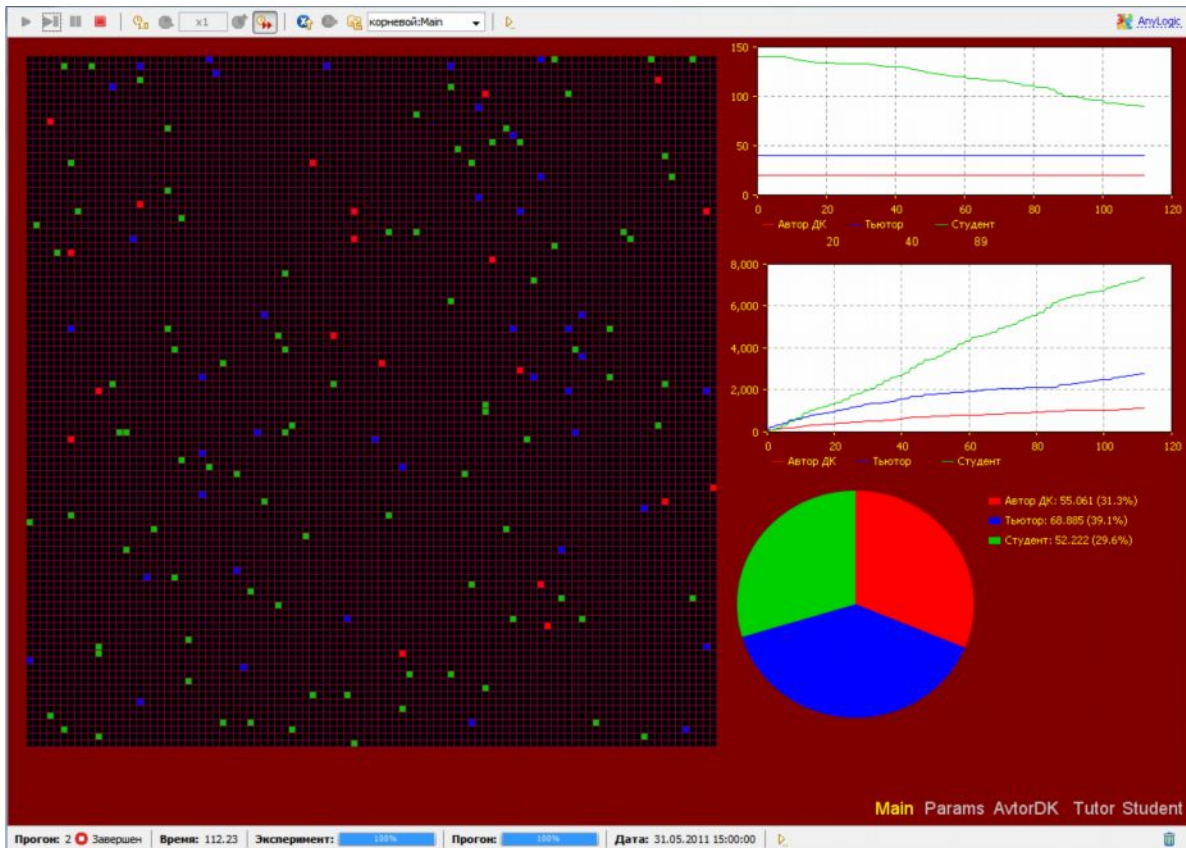 x1 корневой:Main AnyLogic
150
100
50
0
0 20 40 60 80 100 120
Автор ДК Тьютор Студент
20 40 89
8,000
6,000
4,000
2,000
0
0 20 40 60 80 100 120
Автор ДК Тьютор Студент
Автор ДК: 55.061 (31.3%)
Тьютор: 68.885 (39.1%)
Студент: 52.222 (29.6%)
Main Params AvtorDK Tutor Student
Прогон: 2 Завершен Время: 112.23 Эксперимент: 100% Прогон: 100% Дата: 31.05.2011 15:00:00